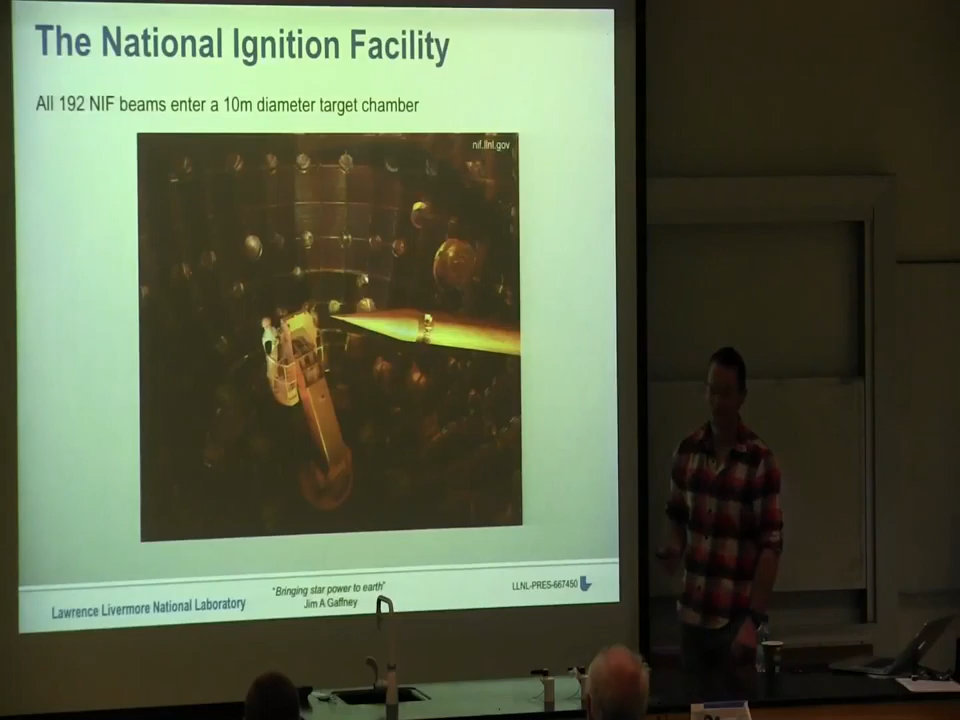 The National Ignition Facility
All 192 NIF beams enter a 10m diameter target chamber
nif.llnl.gov
Lawrence Livermore National Laboratory
"Bringing star power to earth"
Jim A Gaffney
LLNL-PRES-667450